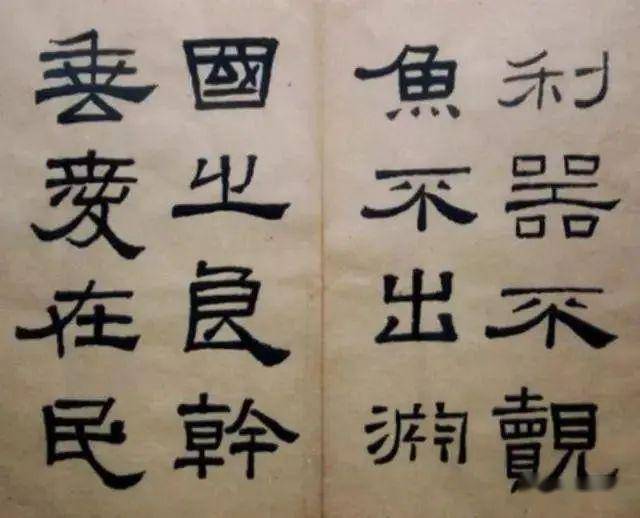 利器不覿
魚不出淵
國之良幹
垂愛在民